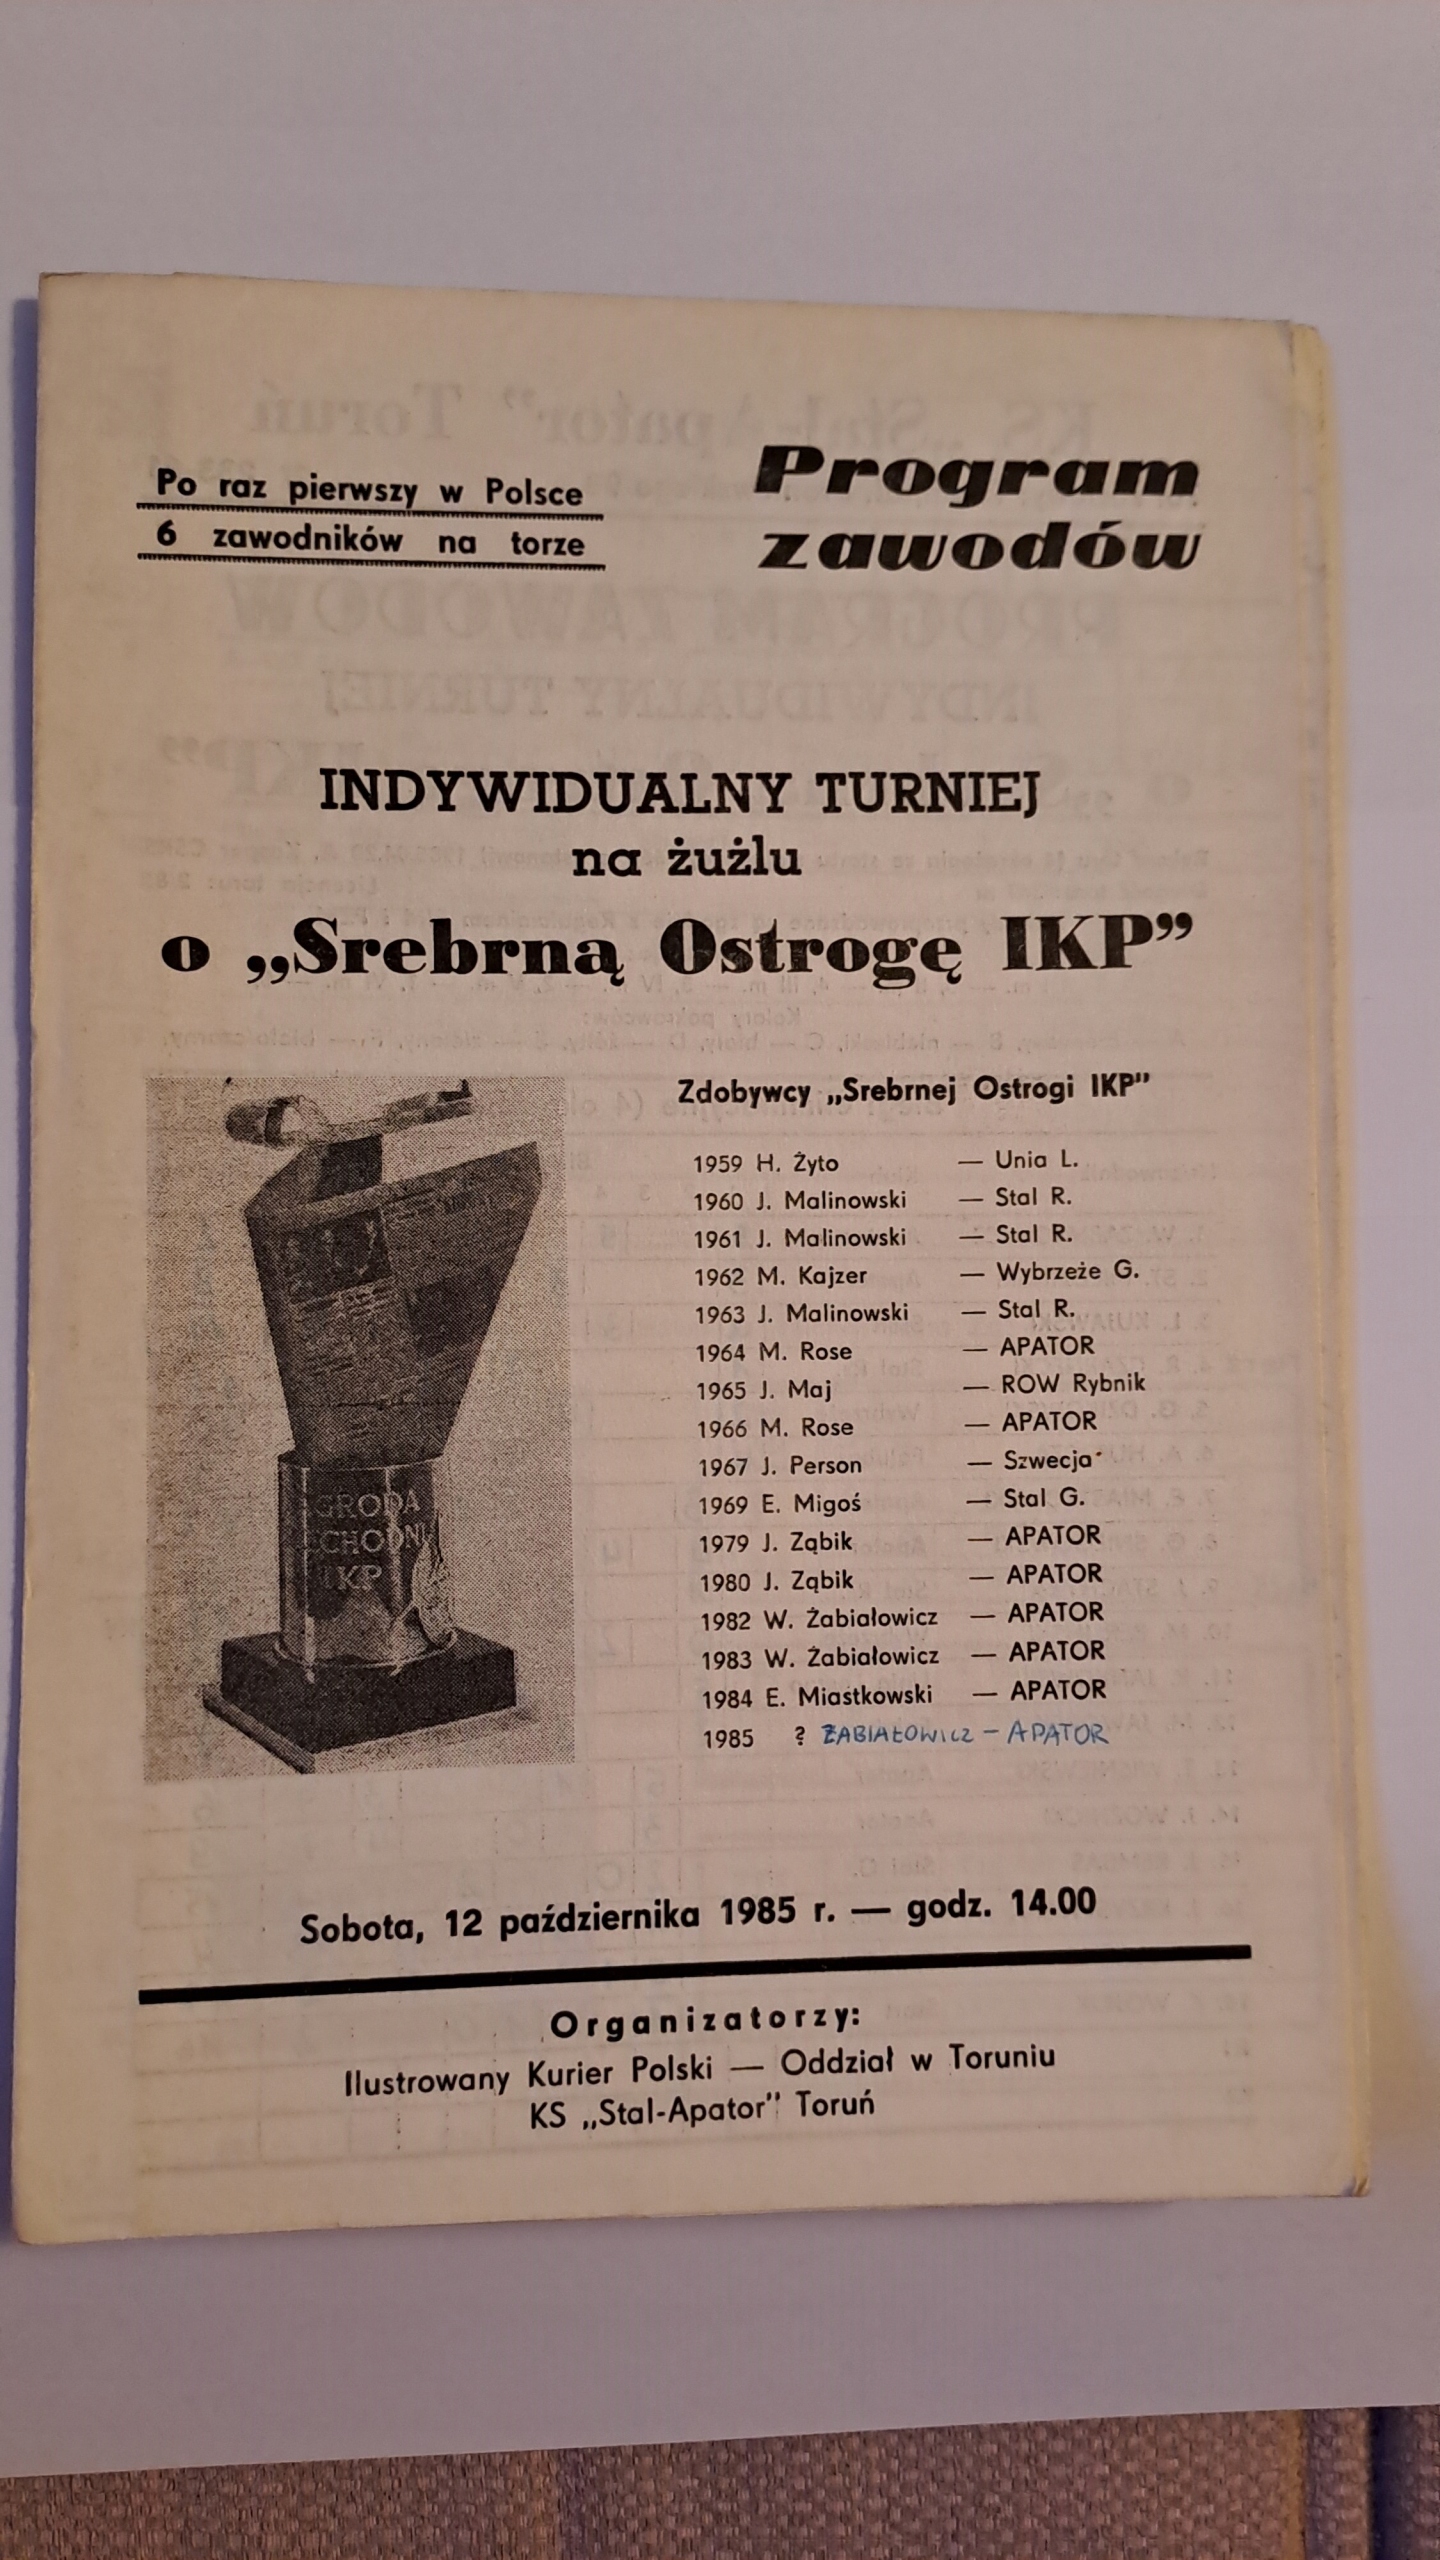 Po raz pierwszy w Polsce
6 zawodników na torze
Program
zawodów
INDYWIDUALNY TURNIEJ
na żużlu
o „Srebrną Ostrogę IKP”
GRODA
CHODNI
IKP
Zdobywcy „Srebrnej Ostrogi IKP”
1959 H. Żyto — Unia L.
1960 J. Malinowski — Stal R.
1961 J. Malinowski — Stal R.
1962 M. Kajzer — Wybrzeże G.
1963 J. Malinowski — Stal R.
1964 M. Rose — APATOR
1965 J. Maj — ROW Rybnik
1966 M. Rose — APATOR
1967 J. Person — Szwecja
1969 E. Migoś — Stal G.
1979 J. Ząbik — APATOR
1980 J. Ząbik — APATOR
1982 W. Żabiałowicz — APATOR
1983 W. Żabiałowicz — APATOR
1984 E. Miastkowski — APATOR
1985 ? ŻABIAŁOWICZ – APATOR
Sobota, 12 października 1985 r. — godz. 14.00
Organizatorzy:
Ilustrowany Kurier Polski — Oddział w Toruniu
KS „Stal-Apator” Toruń